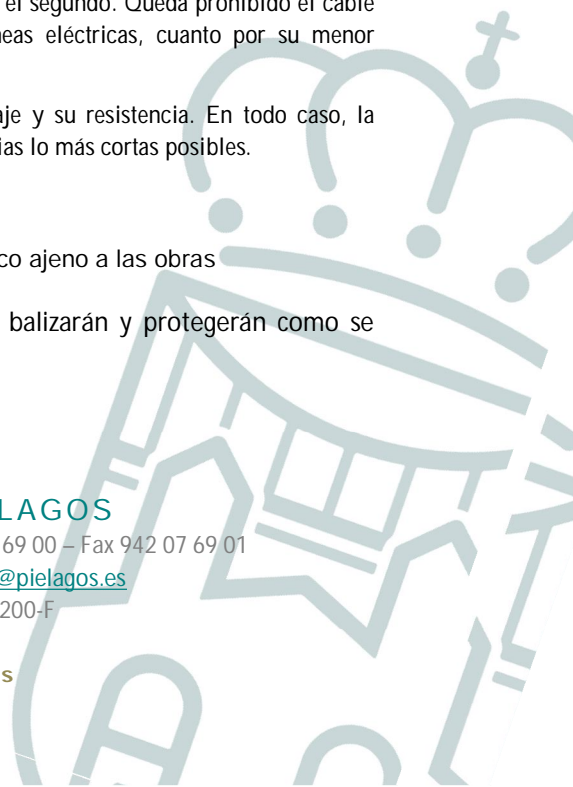 el segundo. Queda prohibido el cable
neas eléctricas, cuanto por su menor
aje y su resistencia. En todo caso, la
ias lo más cortas posibles.
co ajeno a las obras
balizarán y protegerán como se
LAGOS
69 00 – Fax 942 07 69 01
@pielagos.es
200-F
s